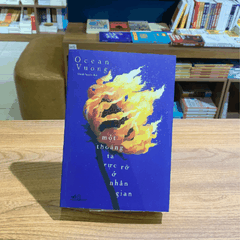 Ocean
Vuong
một
thoáng
ta
rực rỡ
ở
nhân
gian